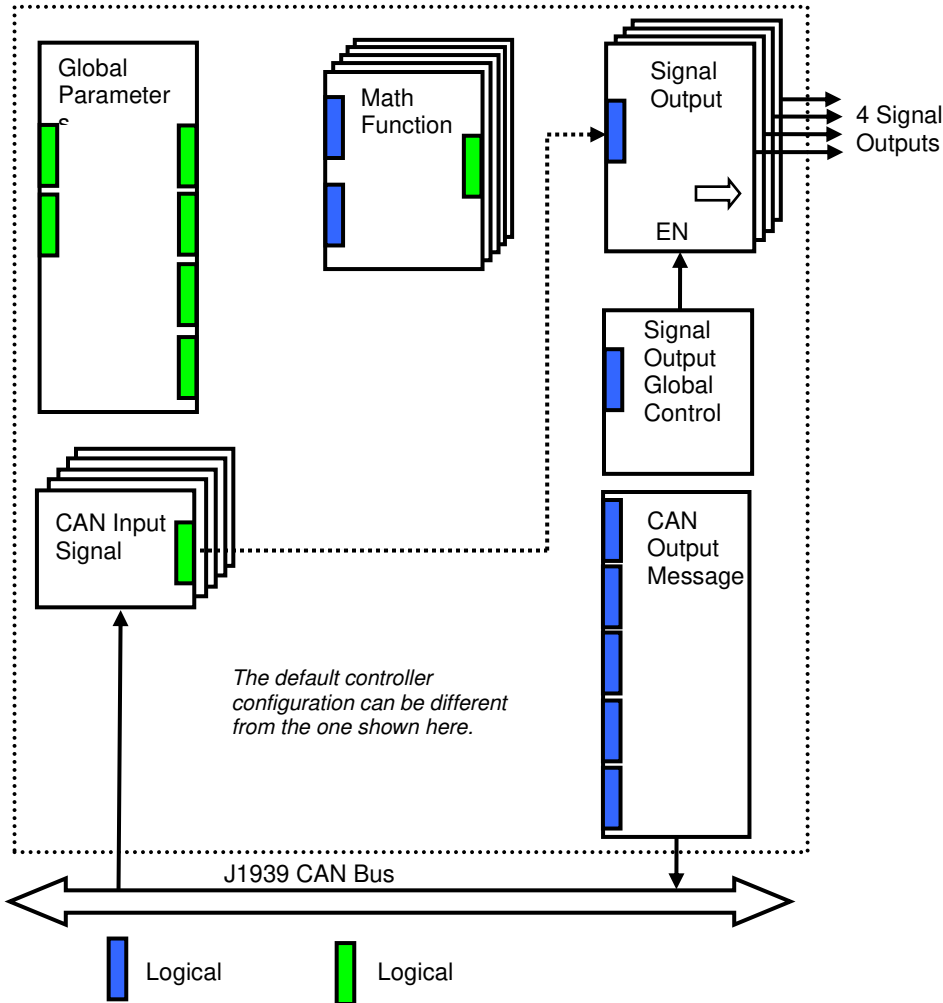 Global
Parameter
s
Math
Function
Signal
Output
EN
4 Signal
Outputs
Signal
Output
Global
Control
CAN Input
Signal
CAN
Output
Message
The default controller
configuration can be different
from the one shown here.
J1939 CAN Bus
Logical
Logical